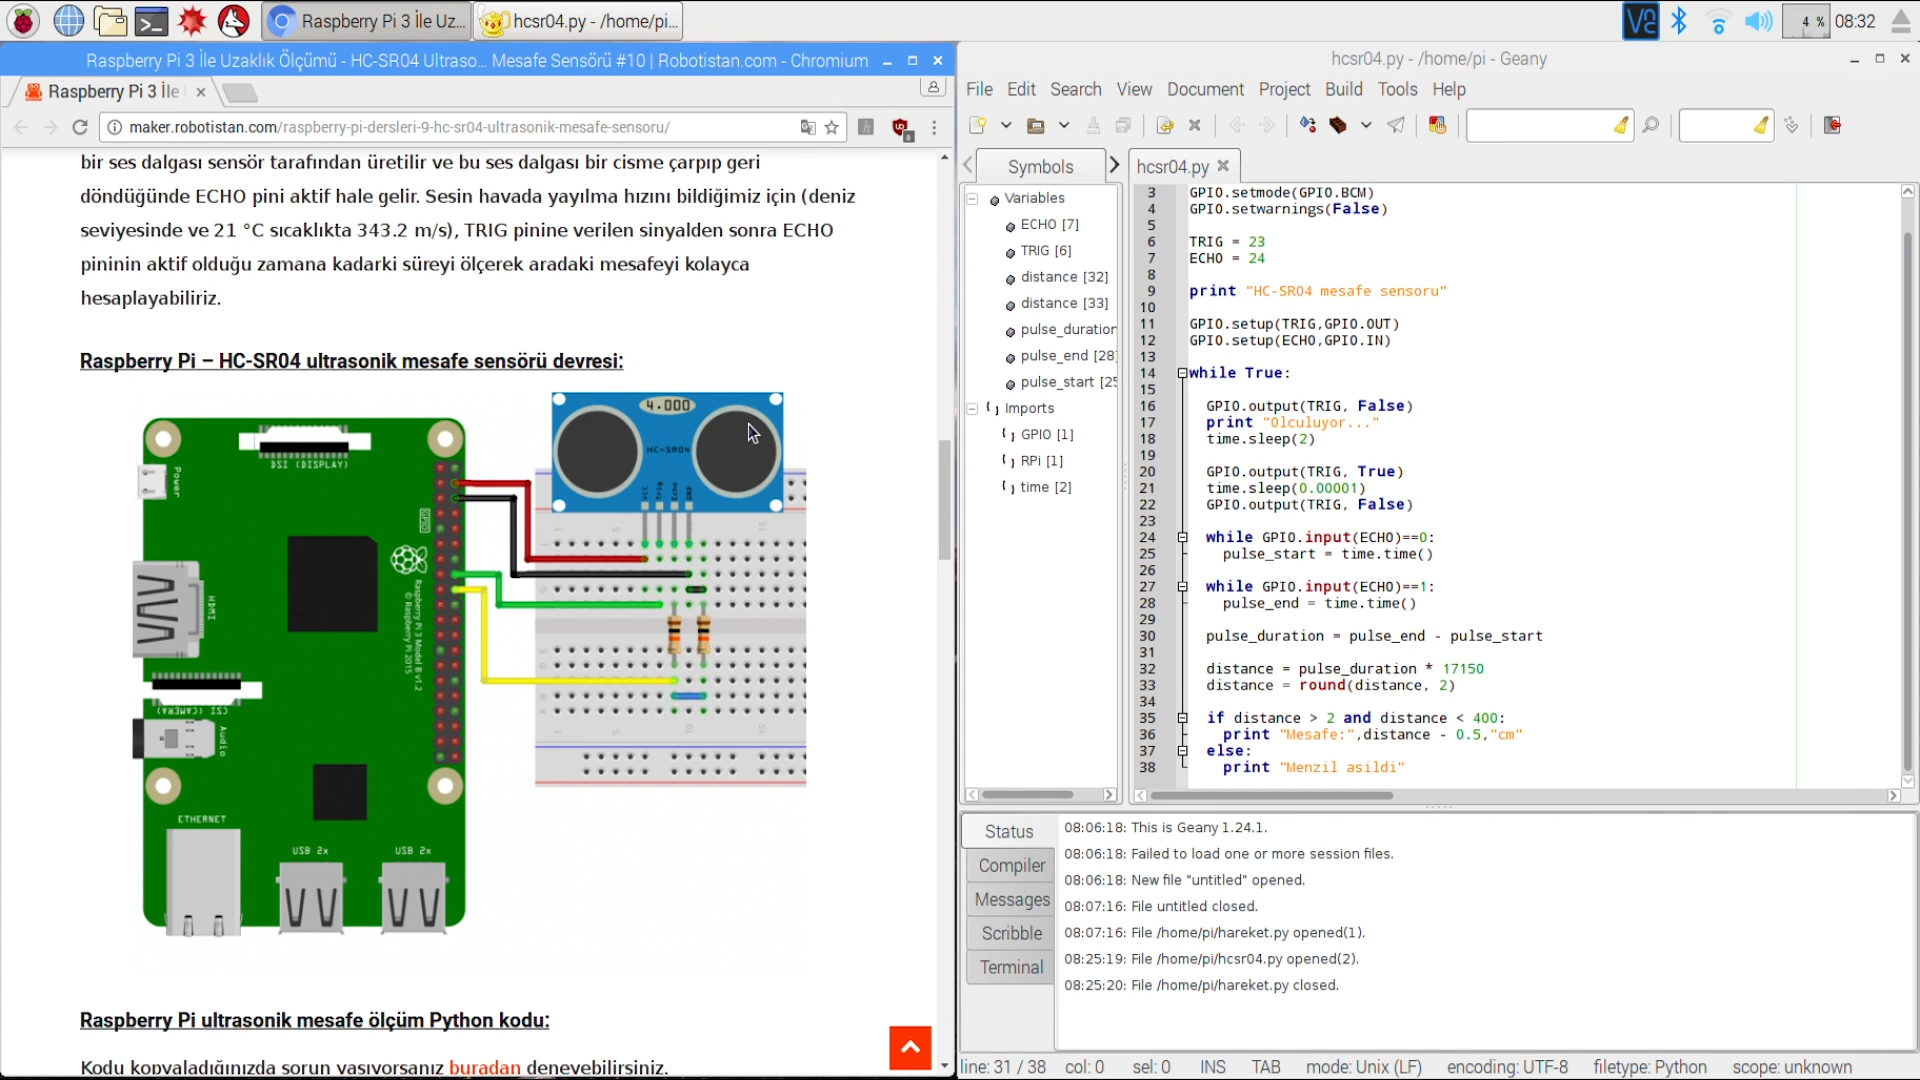 Raspberry Pi 3 İle Uz...
hcsr04.py - /home/pi...
4 %
08:32
Raspberry Pi 3 İle Uzaklık Ölçümü - HC-SR04 Ultraso... Mesafe Sensörü #10 | Robotistan.com - Chromium
Raspberry Pi 3 İle
maker.robotistan.com/raspberry-pi-dersleri-9-hc-sr04-ultrasonik-mesafe-sensoru/
bir ses dalgası sensör tarafından üretilir ve bu ses dalgası bir cisme çarpıp geri
döndüğünde ECHO pini aktif hale gelir. Sesin havada yayılma hızını bildiğimiz için (deniz
seviyesinde ve 21 °C sıcaklıkta 343.2 m/s), TRIG pinine verilen sinyalden sonra ECHO
pininin aktif olduğu zamana kadarki süreyi ölçerek aradaki mesafeyi kolayca
hesaplayabiliriz.
Raspberry Pi – HC-SR04 ultrasonik mesafe sensörü devresi:
4.000
HC-SR04
VCC
Trig
Echo
GND
DSI (DISPLAY)
Power
GPIO
HDMI
Raspberry Pi 3 Model B v1.2
© Raspberry Pi 2015
CSI (CAMERA)
Audio
ETHERNET
USB 2x
USB 2x
Raspberry Pi ultrasonik mesafe ölçüm Python kodu:
Kodu kopyaladığınızda sorun yaşıyorsanız buradan deneyebilirsiniz.
hcsr04.py - /home/pi - Geany
File Edit Search View Document Project Build Tools Help
Symbols
hcsr04.py
Variables
ECHO [7]
TRIG [6]
distance [32]
distance [33]
pulse_duration
pulse_end [28]
pulse_start [25
Imports
GPIO [1]
RPi [1]
time [2]
3 GPIO.setmode(GPIO.BCM)
4 GPIO.setwarnings(False)
5
6 TRIG = 23
7 ECHO = 24
8
9 print "HC-SR04 mesafe sensoru"
10
11 GPIO.setup(TRIG,GPIO.OUT)
12 GPIO.setup(ECHO,GPIO.IN)
13
14 while True:
15
16 GPIO.output(TRIG, False)
17 print "Olculuyor..."
18 time.sleep(2)
19
20 GPIO.output(TRIG, True)
21 time.sleep(0.00001)
22 GPIO.output(TRIG, False)
23
24 while GPIO.input(ECHO)==0:
25 pulse_start = time.time()
26
27 while GPIO.input(ECHO)==1:
28 pulse_end = time.time()
29
30 pulse_duration = pulse_end - pulse_start
31
32 distance = pulse_duration * 17150
33 distance = round(distance, 2)
34
35 if distance > 2 and distance < 400:
36 print "Mesafe:",distance - 0.5,"cm"
37 else:
38 print "Menzil asildi"
Status
Compiler
Messages
Scribble
Terminal
08:06:18: This is Geany 1.24.1.
08:06:18: Failed to load one or more session files.
08:06:18: New file "untitled" opened.
08:07:16: File untitled closed.
08:07:16: File /home/pi/hareket.py opened(1).
08:25:19: File /home/pi/hcsr04.py opened(2).
08:25:20: File /home/pi/hareket.py closed.
line: 31 / 38 col: 0 sel: 0 INS TAB mode: Unix (LF) encoding: UTF-8 filetype: Python scope: unknown